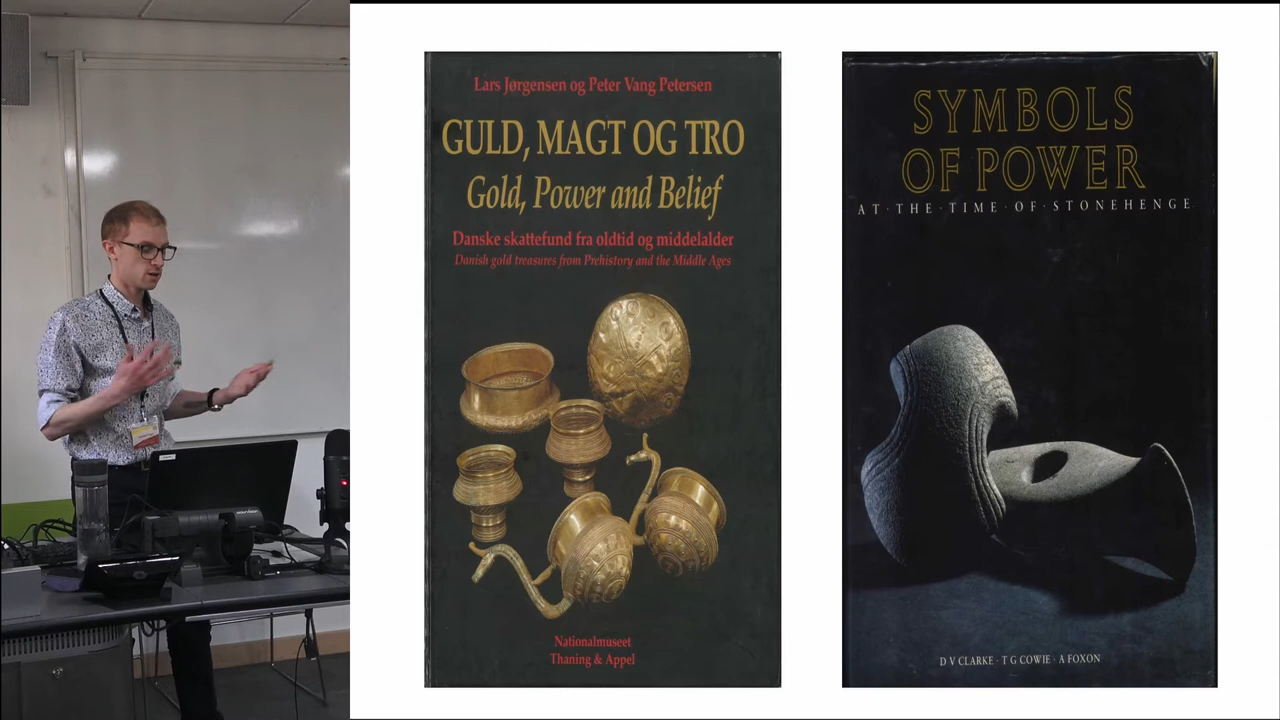 Lars Jørgensen og Peter Vang Petersen
GULD, MAGT OG TRO
Gold, Power and Belief
Danske skattefund fra oldtid og middelalder
Danish gold treasures from Prehistory and the Middle Ages
Nationalmuseet
Thaning & Appel
SYMBOLS
OF POWER
AT·THE·TIME·OF·STONEHENGE
D V CLARKE · T G COWIE · A FOXON